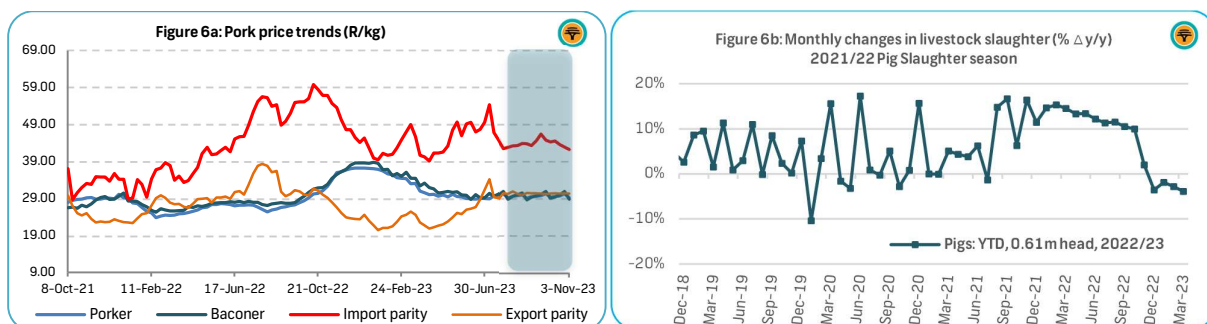 Figure 6a: Pork price trends (R/kg)
69.00
59.00
49.00
39.00
29.00
19.00
9.00
8-Oct-21 11-Feb-22 17-Jun-22 21-Oct-22 24-Feb-23 30-Jun-23 3-Nov-23
Porker Baconer Import parity Export parity
Figure 6b: Monthly changes in livestock slaughter (% Δ y/y)
2021/22 Pig Slaughter season
20%
10%
0%
-10%
-20%
Pigs: YTD, 0.61m head, 2022/23
Dec-18 Mar-19 Jun-19 Sep-19 Dec-19 Mar-20 Jun-20 Sep-20 Dec-20 Mar-21 Jun-21 Sep-21 Dec-21 Mar-22 Jun-22 Sep-22 Dec-22 Mar-23